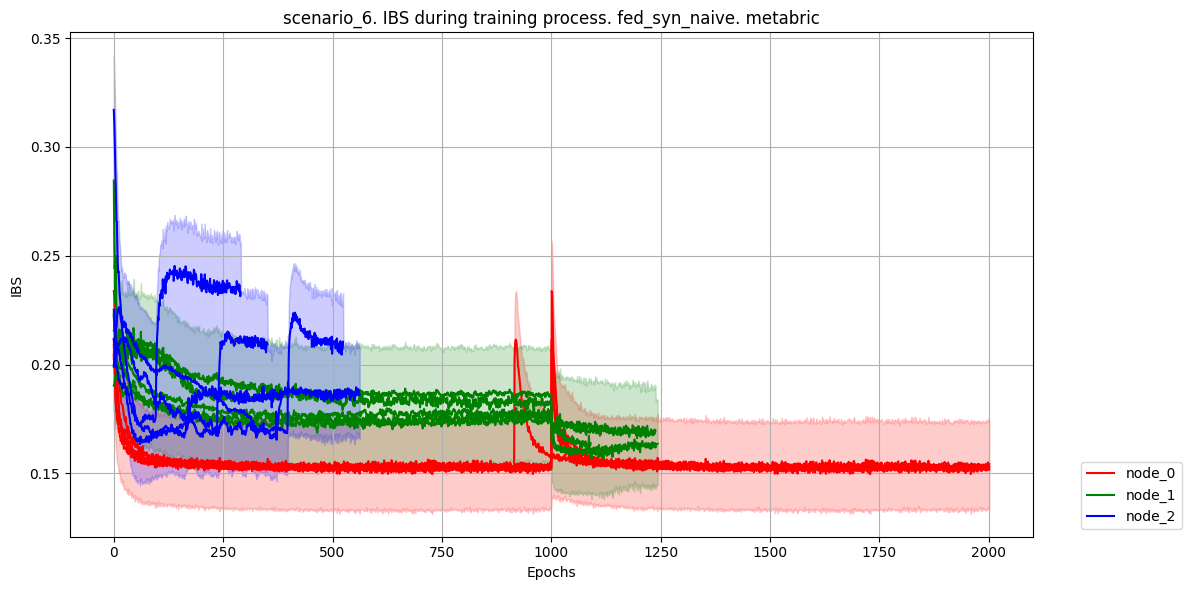 scenario_6. IBS during training process. fed_syn_naive. metabric
0.35
0.30
0.25
0.20
0.15
IBS
0 250 500 750 1000 1250 1500 1750 2000
Epochs
node_0
node_1
node_2